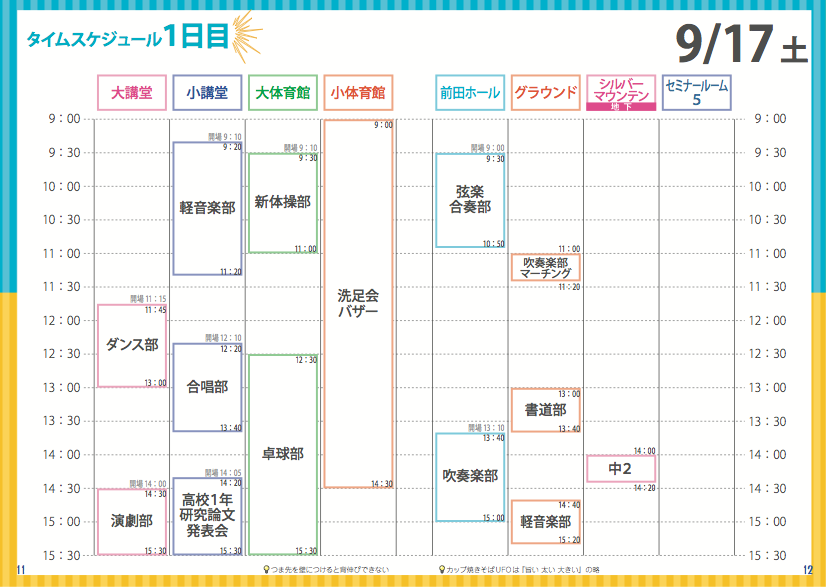 タイムスケジュール1日目
9/17 土
大講堂
小講堂
大体育館
小体育館
前田ホール
グラウンド
シルバー
マウンテン
地下
セミナールーム
5
9：00
9：30
10：00
10：30
11：00
11：30
12：00
12：30
13：00
13：30
14：00
14：30
15：00
15：30
開場 11：15
11：45
ダンス部
13：00
開場 14：00
14：30
演劇部
15：30
開場 9：10
9：20
軽音楽部
11：20
開場 12：10
12：20
合唱部
13：40
開場 14：05
14：20
高校1年
研究論文
発表会
15：30
開場 9：10
9：30
新体操部
11：00
12：30
卓球部
15：30
9：00
洗足会
バザー
14：30
開場 9：00
9：30
弦楽
合奏部
10：50
開場 13：10
13：40
吹奏楽部
15：00
11：00
吹奏楽部
マーチング
11：20
13：00
書道部
13：40
14：40
軽音楽部
15：20
14：00
中2
14：20
9：00
9：30
10：00
10：30
11：00
11：30
12：00
12：30
13：00
13：30
14：00
14：30
15：00
15：30
11
つま先を壁につけると背伸びできない
カップ焼きそばUFOは『旨い 太い 大きい』の略
12